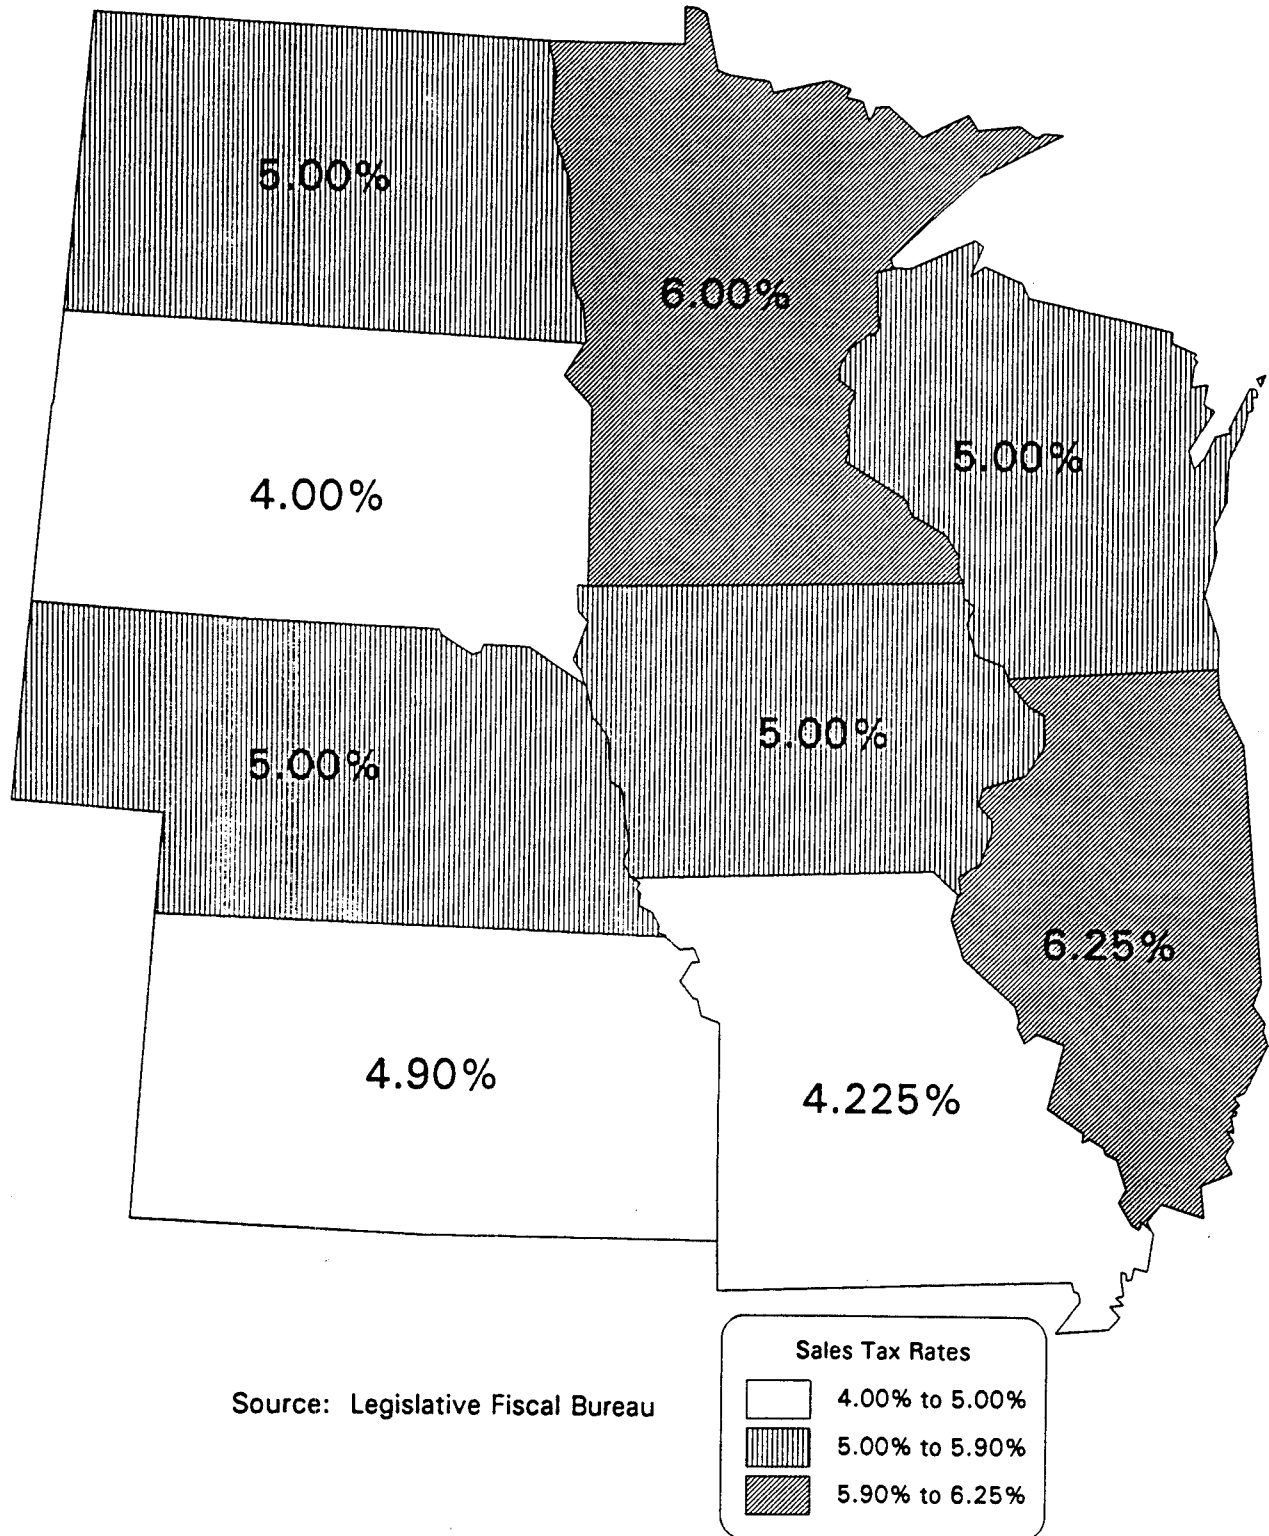 5.00%
6.00%
5.00%
4.00%
5.00%
5.00%
6.25%
4.90%
4.225%
Source: Legislative Fiscal Bureau
Sales Tax Rates
4.00% to 5.00%
5.00% to 5.90%
5.90% to 6.25%